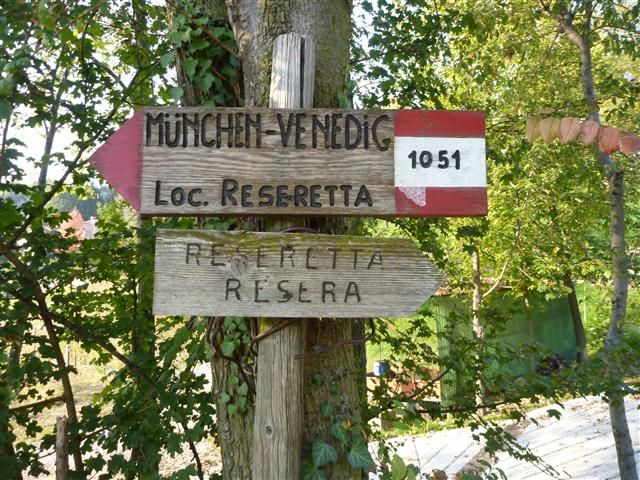 MÜNCHEN-VENEDIG
1051
LOC. RESERETTA
RESERETTA
RESERA